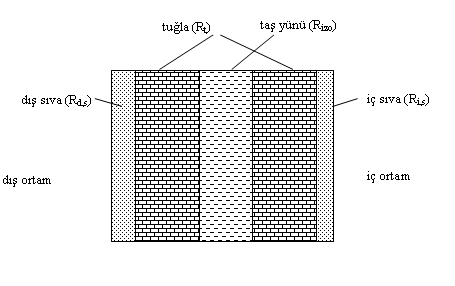 tuğla (Rt)
taş yünü (Rizo)
dış sıva (Rd,s)
iç sıva (Ri,s)
dış ortam
iç ortam